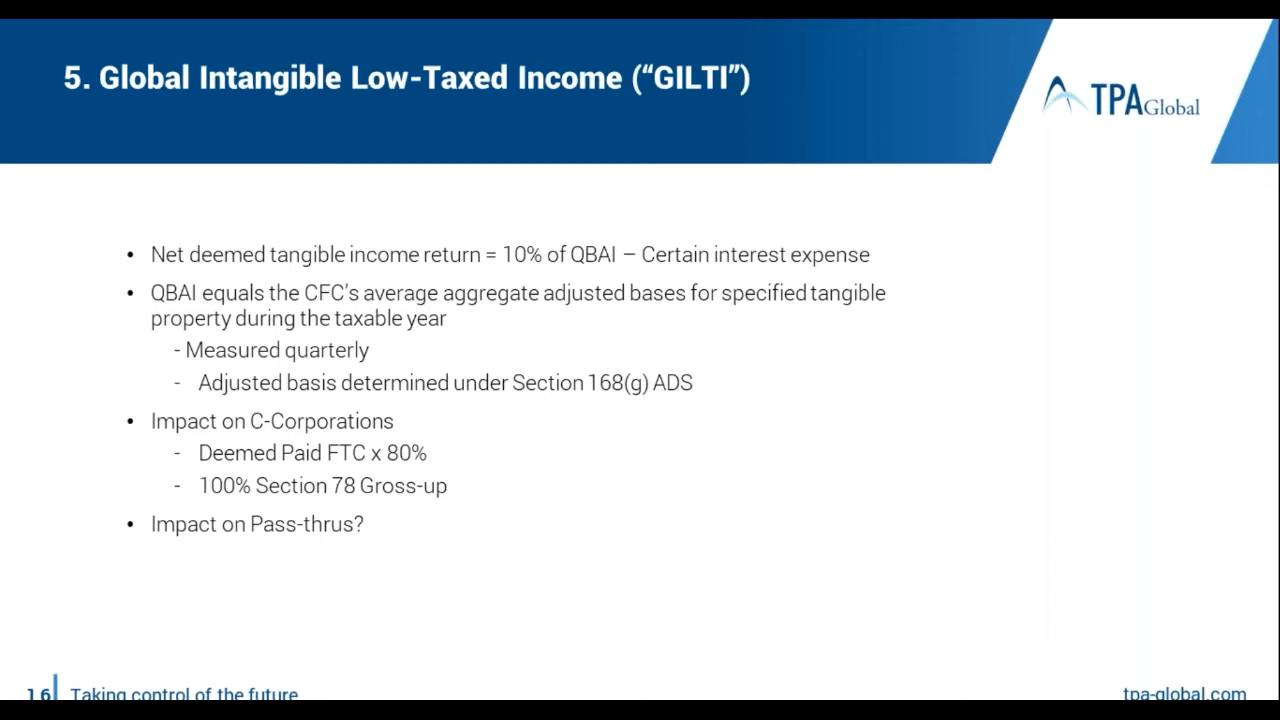 5. Global Intangible Low-Taxed Income (“GILTI”)
TPAGlobal
• Net deemed tangible income return = 10% of QBAI – Certain interest expense
• QBAI equals the CFC’s average aggregate adjusted bases for specified tangible
property during the taxable year
- Measured quarterly
- Adjusted basis determined under Section 168(g) ADS
• Impact on C-Corporations
- Deemed Paid FTC x 80%
- 100% Section 78 Gross-up
• Impact on Pass-thrus?
16 Taking control of the future
tpa-global.com